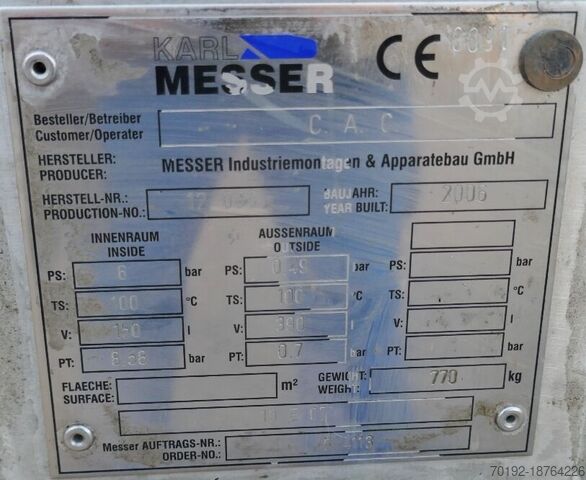 KARL
MESSER
CE
Besteller/Betreiber
Customer/Operater
C. A. C
HERSTELLER:
PRODUCER:
MESSER Industriemontagen & Apparatebau GmbH
HERSTELL-NR.:
PRODUCTION-NO.:
BAUJAHR:
YEAR BUILT:
2006
INNENRAUM
INSIDE
AUSSENRAUM
OUTSIDE
PS: 6 bar PS: 0.49 bar PS: bar
TS: 100 °C TS: 100 °C TS: °C
V: 150 l V: l V: l
PT: 8.58 bar PT: 0.7 bar PT: bar
FLAECHE:
SURFACE:
m²
GEWICHT:
WEIGHT:
770 kg
Messer AUFTRAGS-NR.:
ORDER-NO.:
70192-18764226